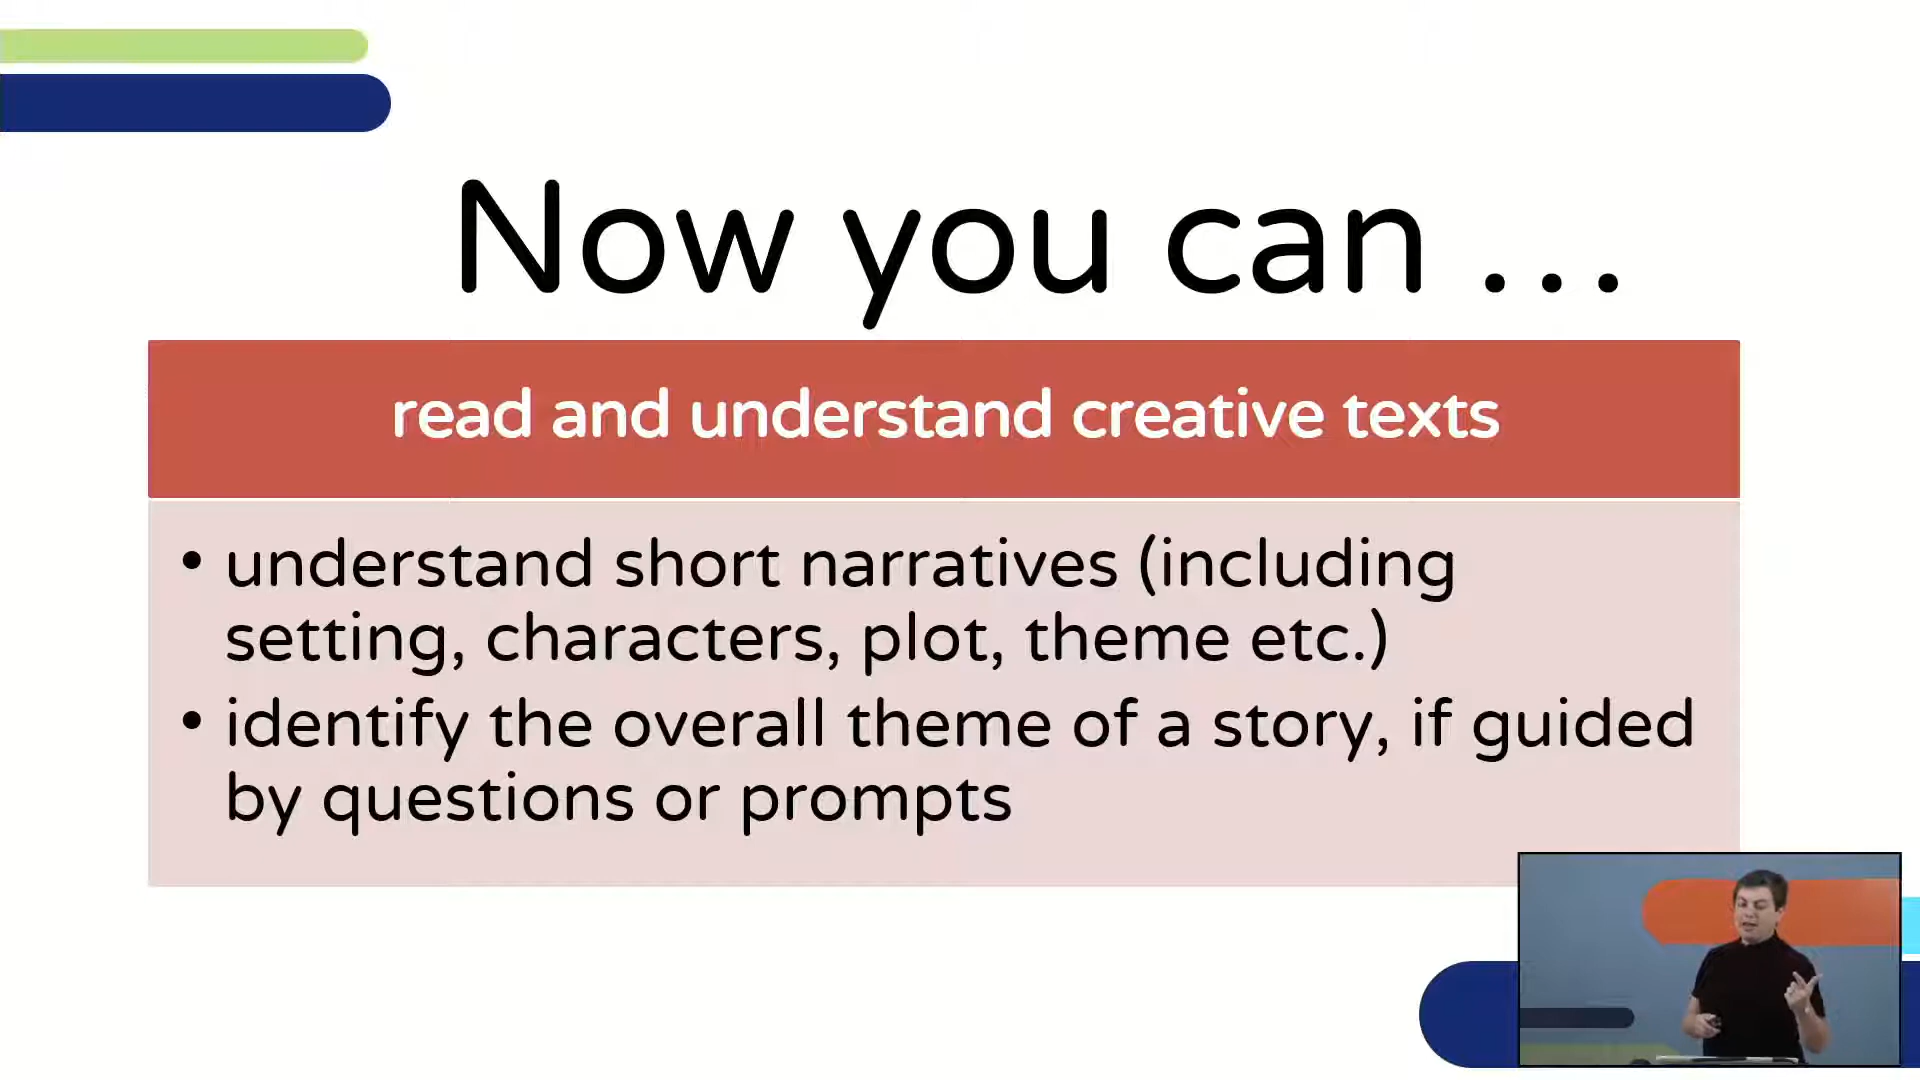 Now you can ...
read and understand creative texts
• understand short narratives (including
setting, characters, plot, theme etc.)
• identify the overall theme of a story, if guided
by questions or prompts